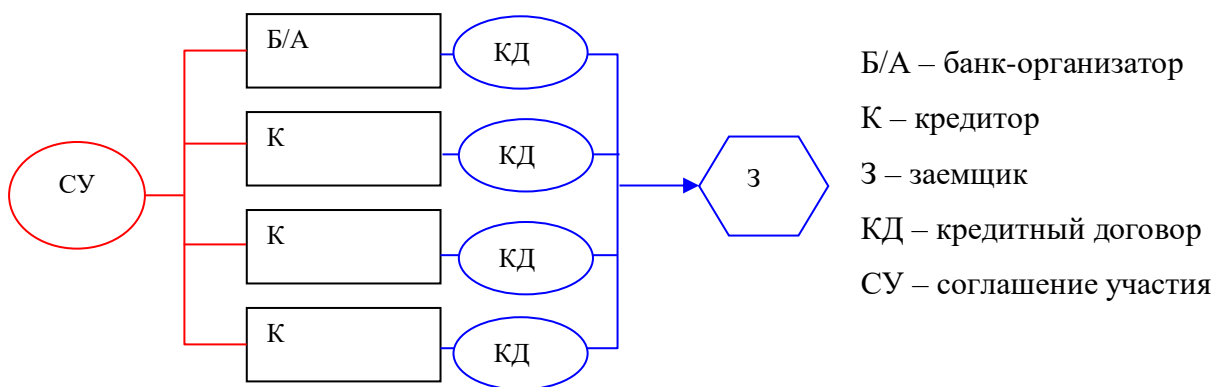 Б/А
КД
К
КД
СУ
К
КД
К
КД
З
Б/А – банк-организатор
К – кредитор
З – заемщик
КД – кредитный договор
СУ – соглашение участия